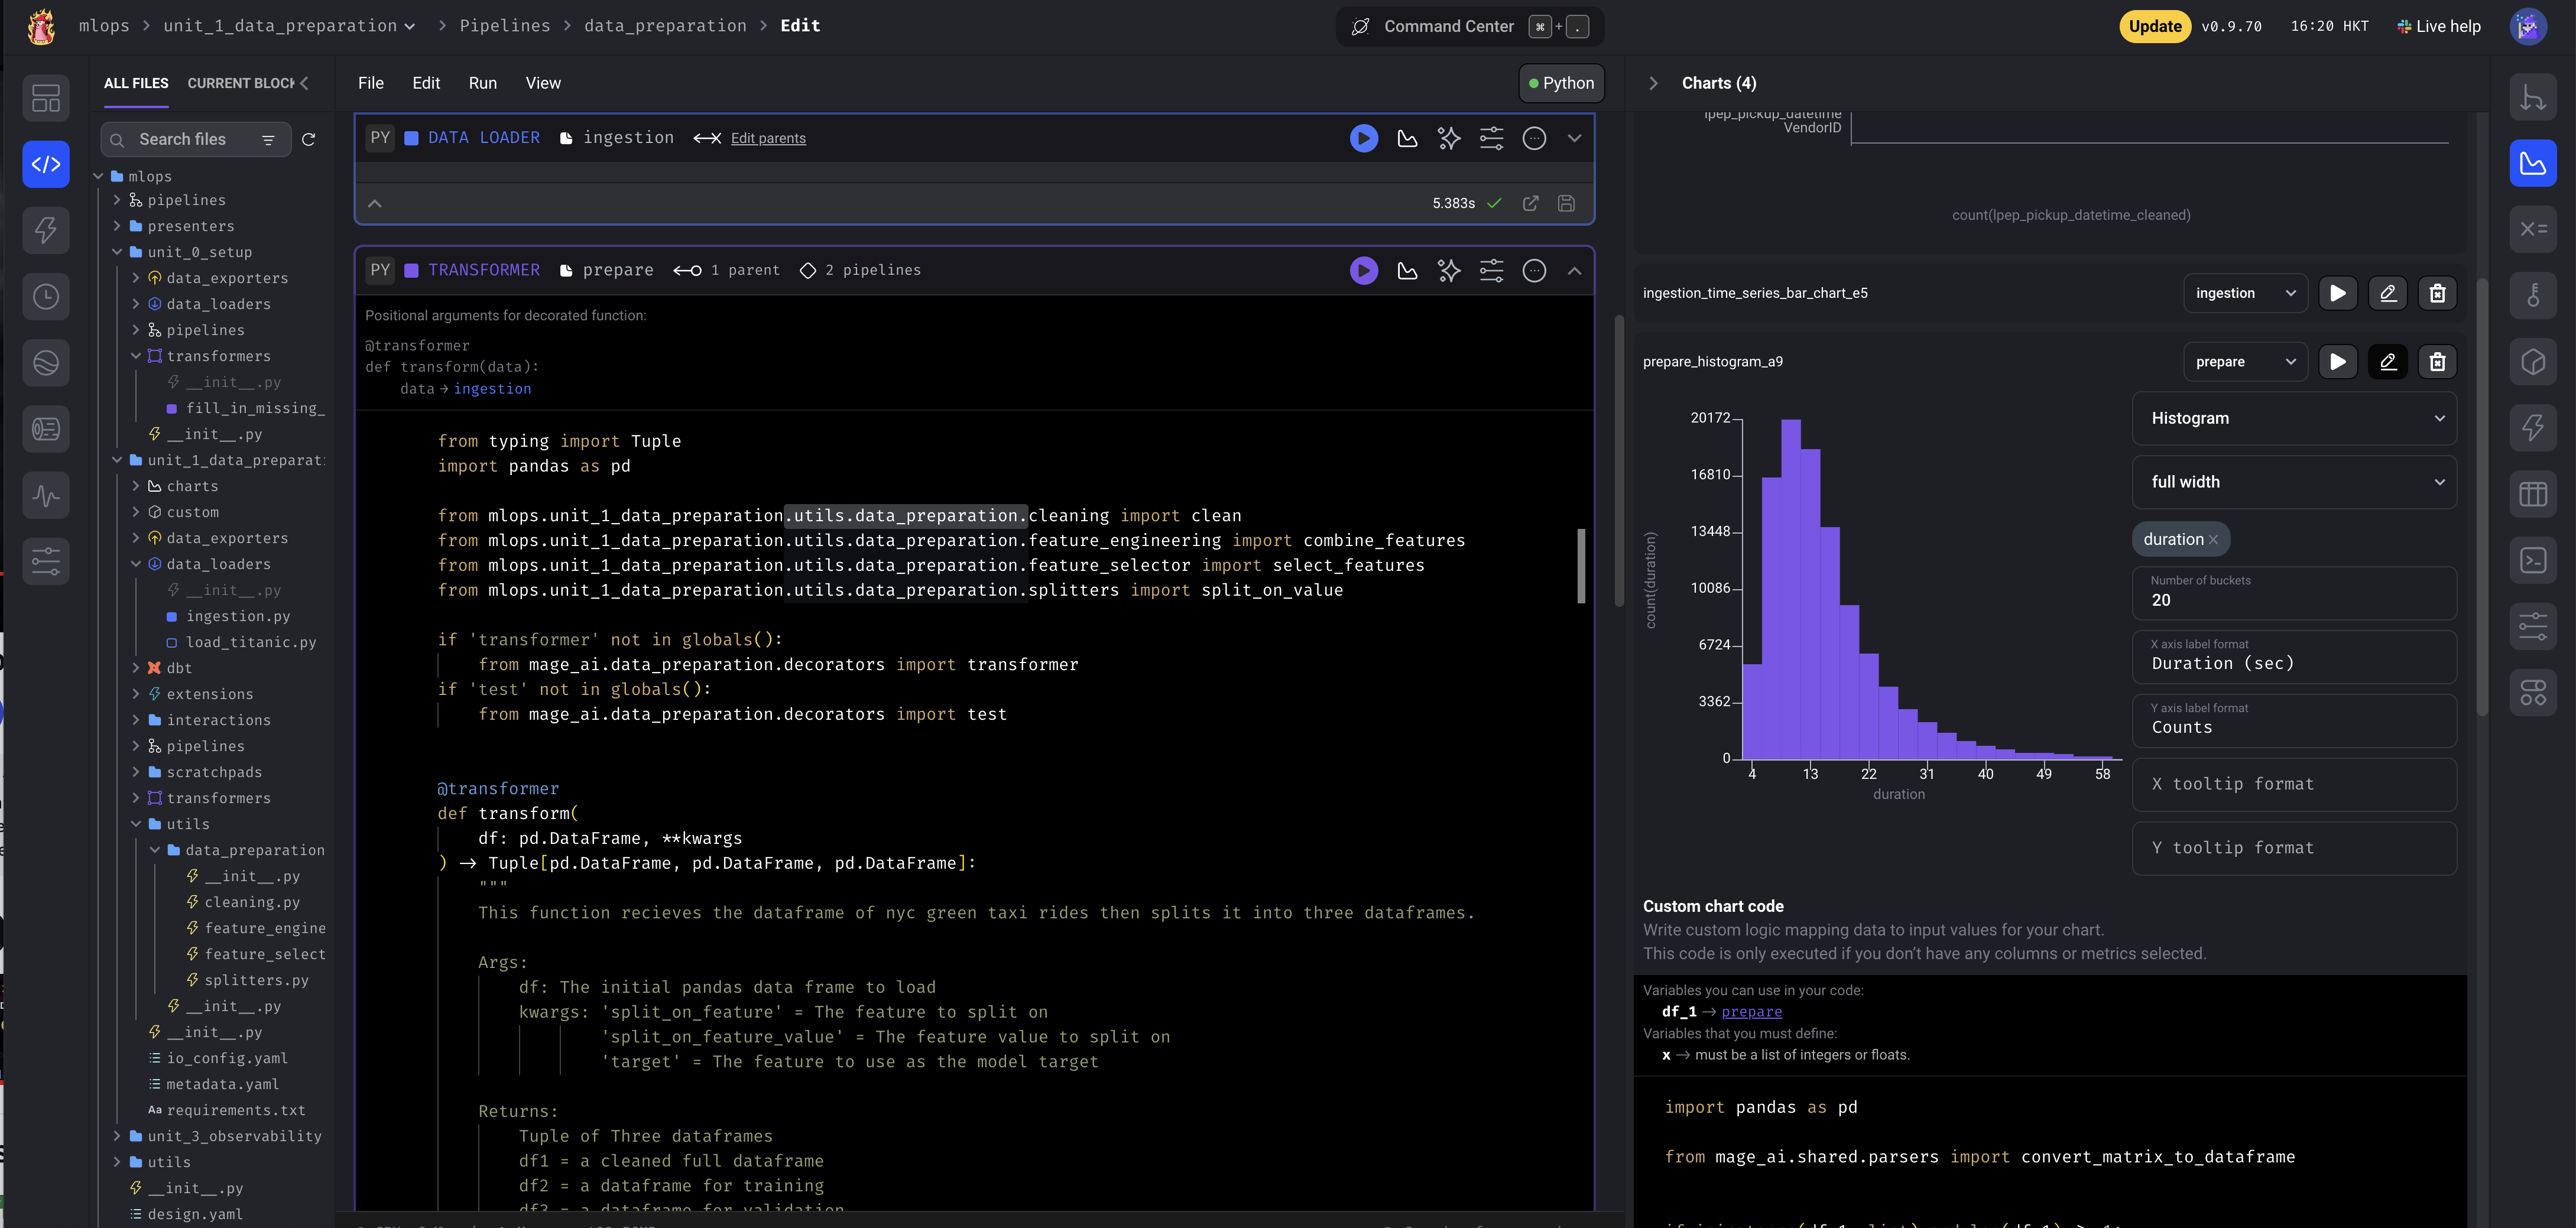 mlops > unit_1_data_preparation > Pipelines > data_preparation > Edit
Command Center ⌘ + .
Update v0.9.70 16:20 HKT Live help
ALL FILES CURRENT BLOCK
Search files
mlops
pipelines
presenters
unit_0_setup
data_exporters
data_loaders
pipelines
transformers
__init__.py
fill_in_missing_
__init__.py
unit_1_data_preparat
charts
custom
data_exporters
data_loaders
__init__.py
ingestion.py
load_titanic.py
dbt
extensions
interactions
pipelines
scratchpads
transformers
utils
data_preparation
__init__.py
cleaning.py
feature_engine
feature_select
splitters.py
__init__.py
__init__.py
io_config.yaml
metadata.yaml
Aa requirements.txt
unit_3_observability
utils
__init__.py
design.yaml
File Edit Run View
Python
PY DATA LOADER ingestion Edit parents
5.383s
PY TRANSFORMER prepare 1 parent 2 pipelines
Positional arguments for decorated function:
@transformer
def transform(data):
data → ingestion
from typing import Tuple
import pandas as pd
from mlops.unit_1_data_preparation.utils.data_preparation.cleaning import clean
from mlops.unit_1_data_preparation.utils.data_preparation.feature_engineering import combine_features
from mlops.unit_1_data_preparation.utils.data_preparation.feature_selector import select_features
from mlops.unit_1_data_preparation.utils.data_preparation.splitters import split_on_value
if 'transformer' not in globals():
from mage_ai.data_preparation.decorators import transformer
if 'test' not in globals():
from mage_ai.data_preparation.decorators import test
@transformer
def transform(
df: pd.DataFrame, **kwargs
) -> Tuple[pd.DataFrame, pd.DataFrame, pd.DataFrame]:
"""
This function recieves the dataframe of nyc green taxi rides then splits it into three dataframes.
Args:
df: The initial pandas data frame to load
kwargs: 'split_on_feature' = The feature to split on
'split_on_feature_value' = The feature value to split on
'target' = The feature to use as the model target
Returns:
Tuple of Three dataframes
df1 = a cleaned full dataframe
df2 = a dataframe for training
df3 = a dataframe for validation
Charts (4)
lpep_pickup_datetime
VendorID
count(lpep_pickup_datetime_cleaned)
ingestion_time_series_bar_chart_e5
ingestion
prepare_histogram_a9
prepare
20172
16810
13448
10086
6724
3362
0
4 13 22 31 40 49 58
count(duration)
duration
Histogram
full width
duration ×
Number of buckets
20
X axis label format
Duration (sec)
Y axis label format
Counts
X tooltip format
Y tooltip format
Custom chart code
Write custom logic mapping data to input values for your chart.
This code is only executed if you don’t have any columns or metrics selected.
Variables you can use in your code:
df_1 → prepare
Variables that you must define:
x → must be a list of integers or floats.
import pandas as pd
from mage_ai.shared.parsers import convert_matrix_to_dataframe